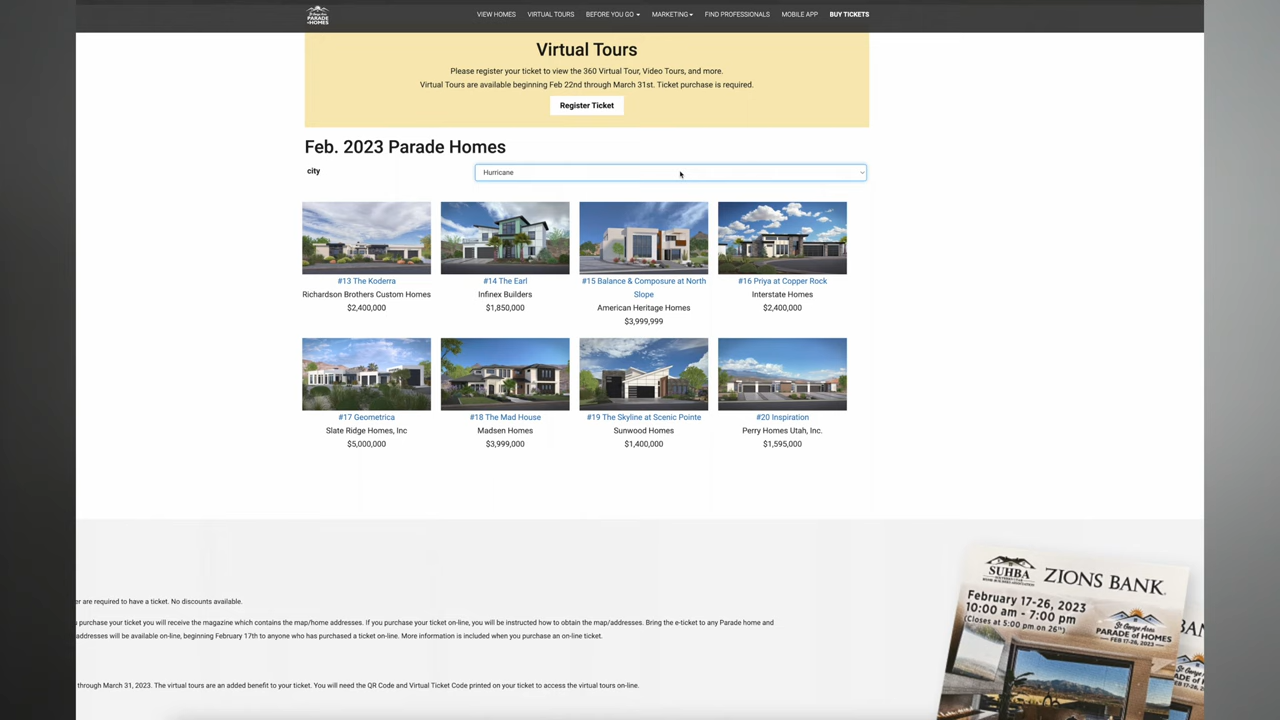 St George Area
PARADE
of HOMES
VIEW HOMES
VIRTUAL TOURS
BEFORE YOU GO
MARKETING
FIND PROFESSIONALS
MOBILE APP
BUY TICKETS
Virtual Tours
Please register your ticket to view the 360 Virtual Tour, Video Tours, and more.
Virtual Tours are available beginning Feb 22nd through March 31st. Ticket purchase is required.
Register Ticket
Feb. 2023 Parade Homes
city
Hurricane
#13 The Koderra
Richardson Brothers Custom Homes
$2,400,000
#14 The Earl
Infinex Builders
$1,850,000
#15 Balance & Composure at North
Slope
American Heritage Homes
$3,999,999
#16 Priya at Copper Rock
Interstate Homes
$2,400,000
#17 Geometrica
Slate Ridge Homes, Inc
$5,000,000
#18 The Mad House
Madsen Homes
$3,999,000
#19 The Skyline at Scenic Pointe
Sunwood Homes
$1,400,000
#20 Inspiration
Perry Homes Utah, Inc.
$1,595,000
er are required to have a ticket. No discounts available.
purchase your ticket you will receive the magazine which contains the map/home addresses. If you purchase your ticket on-line, you will be instructed how to obtain the map/addresses. Bring the e-ticket to any Parade home and
addresses will be available on-line, beginning February 17th to anyone who has purchased a ticket on-line. More information is included when you purchase an on-line ticket.
through March 31, 2023. The virtual tours are an added benefit to your ticket. You will need the QR Code and Virtual Ticket Code printed on your ticket to access the virtual tours on-line.
SUHBA
ZIONS BANK
February 17-26, 2023
10:00 am - 7:00 pm
(Closes at 5:00 pm on 26th)
St George Area
PARADE of HOMES
FEB 17-26, 2023